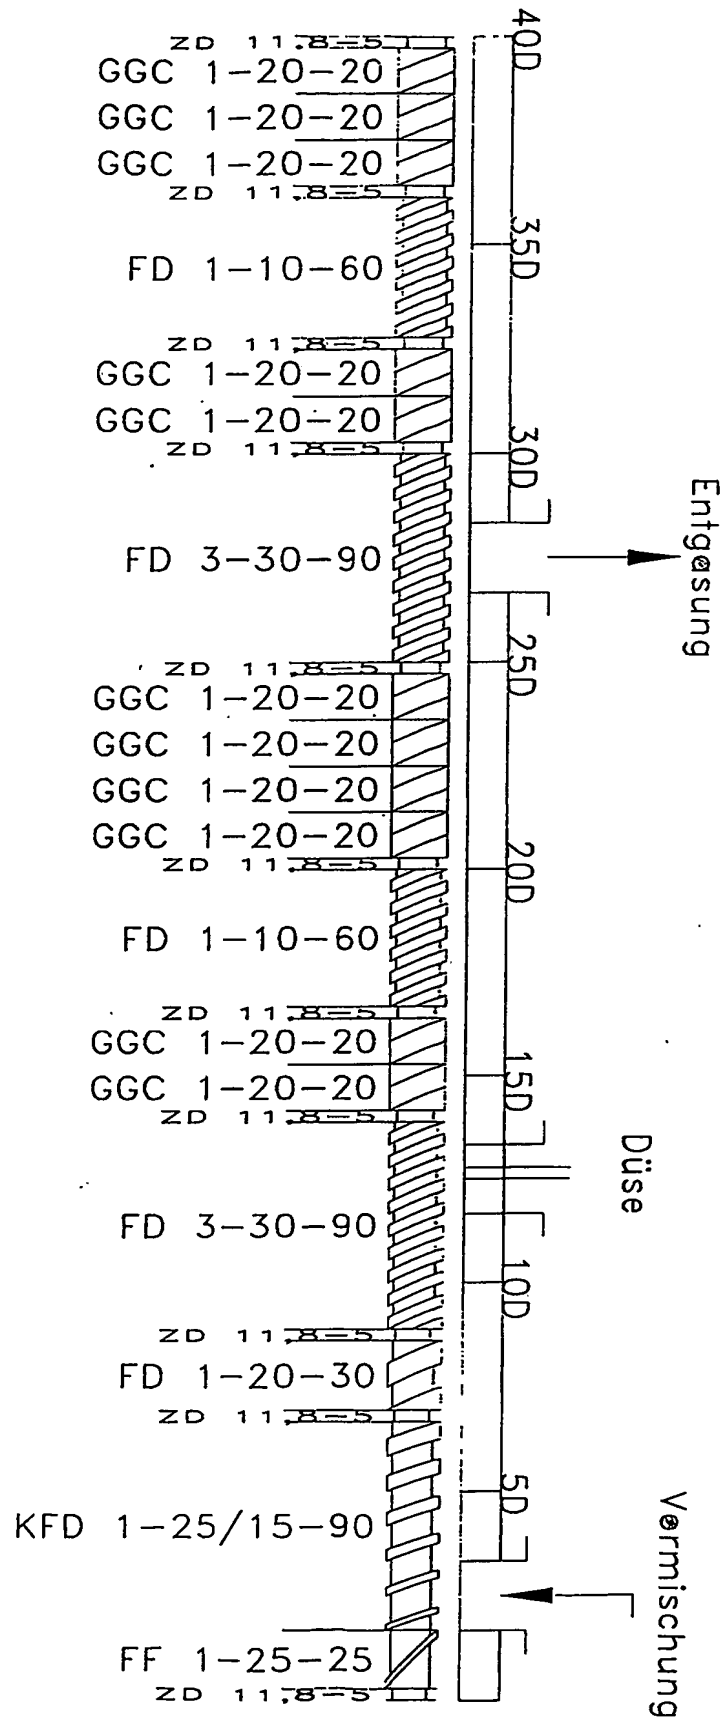 ZD 11.8-5
GGC 1-20-20
GGC 1-20-20
GGC 1-20-20
ZD 11.8-5
FD 1-10-60
ZD 11.8-5
GGC 1-20-20
GGC 1-20-20
ZD 11.8-5
FD 3-30-90
ZD 11.8-5
GGC 1-20-20
GGC 1-20-20
GGC 1-20-20
GGC 1-20-20
ZD 11.8-5
FD 1-10-60
ZD 11.8-5
GGC 1-20-20
GGC 1-20-20
ZD 11.8-5
FD 3-30-90
ZD 11.8-5
FD 1-20-30
ZD 11.8-5
KFD 1-25/15-90
FF 1-25-25
ZD 11.8-5
40D
35D
30D
25D
20D
15D
10D
5D
Entgasung
Düse
Vormischung